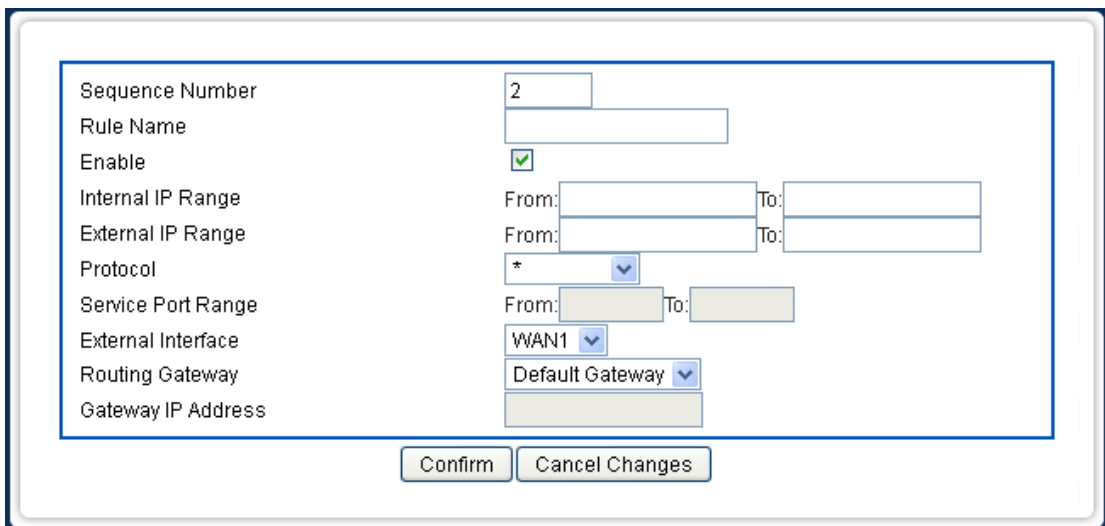 Sequence Number 2
Rule Name
Enable
Internal IP Range From: To:
External IP Range From: To:
Protocol *
Service Port Range From: To:
External Interface WAN1
Routing Gateway Default Gateway
Gateway IP Address
Confirm Cancel Changes